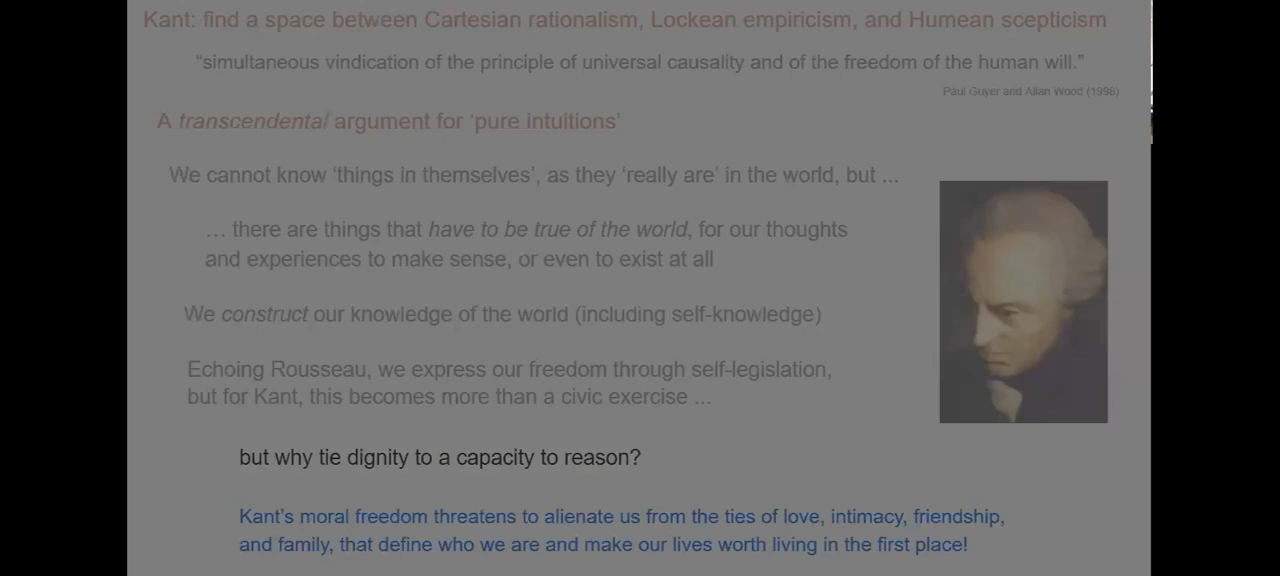 Kant: find a space between Cartesian rationalism, Lockean empiricism, and Humean scepticism
“simultaneous vindication of the principle of universal causality and of the freedom of the human will.”
Paul Guyer and Allan Wood (1998)
A transcendental argument for ‘pure intuitions’
We cannot know ‘things in themselves’, as they ‘really are’ in the world, but ...
… there are things that have to be true of the world, for our thoughts
and experiences to make sense, or even to exist at all
We construct our knowledge of the world (including self-knowledge)
Echoing Rousseau, we express our freedom through self-legislation,
but for Kant, this becomes more than a civic exercise ...
but why tie dignity to a capacity to reason?
Kant’s moral freedom threatens to alienate us from the ties of love, intimacy, friendship,
and family, that define who we are and make our lives worth living in the first place!